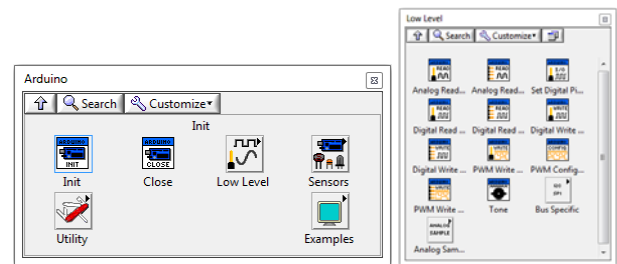 Arduino
Search Customize
Init
ARDUINO
INIT
ARDUINO
CLOSE
Init Close Low Level Sensors
Utility Examples
Low Level
Search Customize
READ READ I/O
Analog Read... Analog Read... Set Digital Pi...
READ READ WRITE
Digital Read ... Digital Read ... Digital Write ...
WRITE WRITE CONFIG
Digital Write ... PWM Write ... PWM Config...
WRITE
PWM Write ... Tone Bus Specific
ANALOG
SAMPLE
Analog Sam...